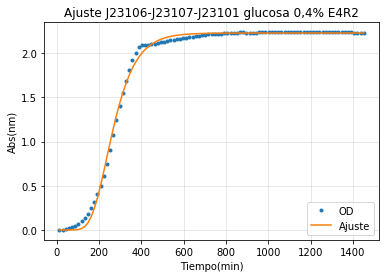 Ajuste J23106-J23107-J23101 glucosa 0,4% E4R2
Abs(nm)
2.0
1.5
1.0
0.5
0.0
OD
Ajuste
0 200 400 600 800 1000 1200 1400
Tiempo(min)